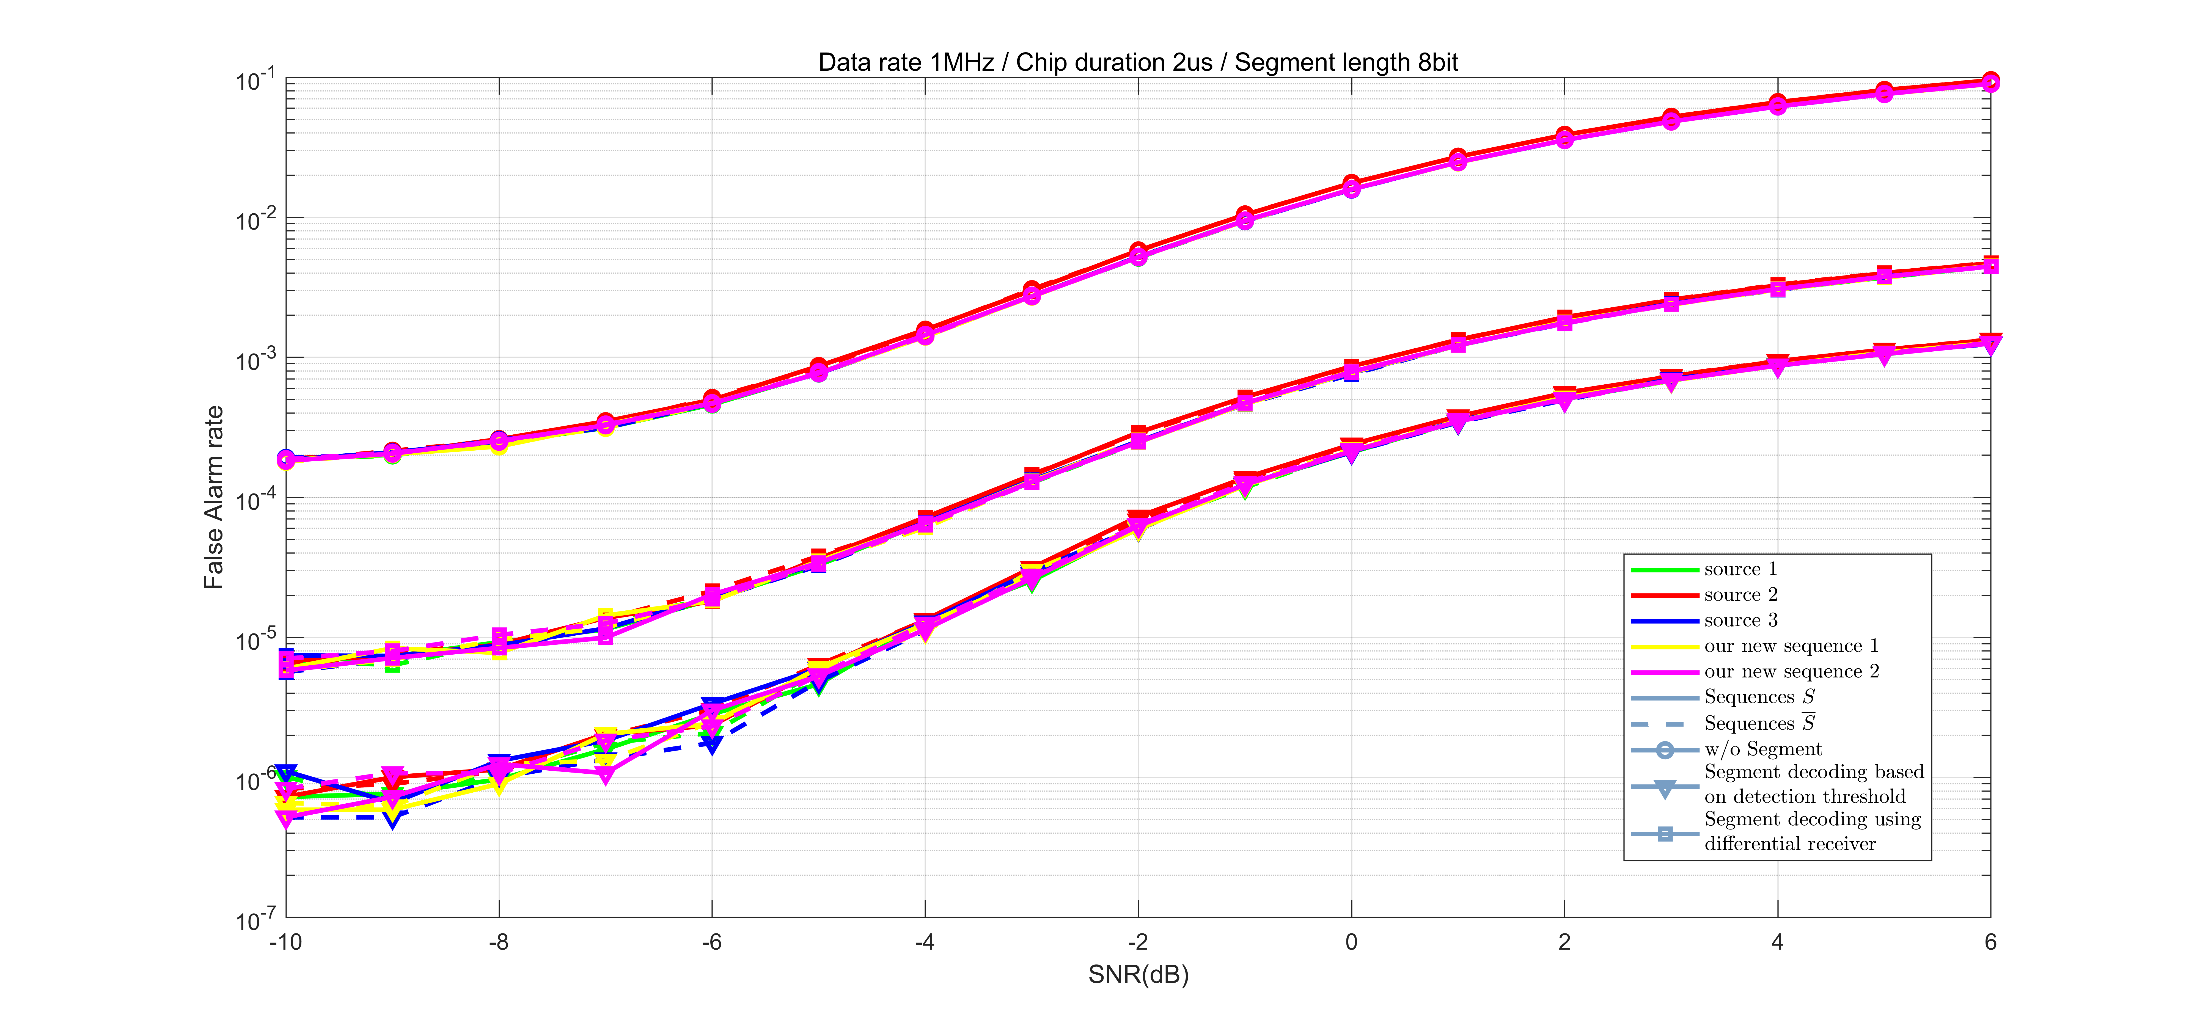 Data rate 1MHz / Chip duration 2us / Segment length 8bit
10^-1
10^-2
10^-3
10^-4
10^-5
10^-6
10^-7
False Alarm rate
-10 -8 -6 -4 -2 0 2 4 6
SNR(dB)
source 1
source 2
source 3
our new sequence 1
our new sequence 2
Sequences S
Sequences S̅
w/o Segment
Segment decoding based
on detection threshold
Segment decoding using
differential receiver